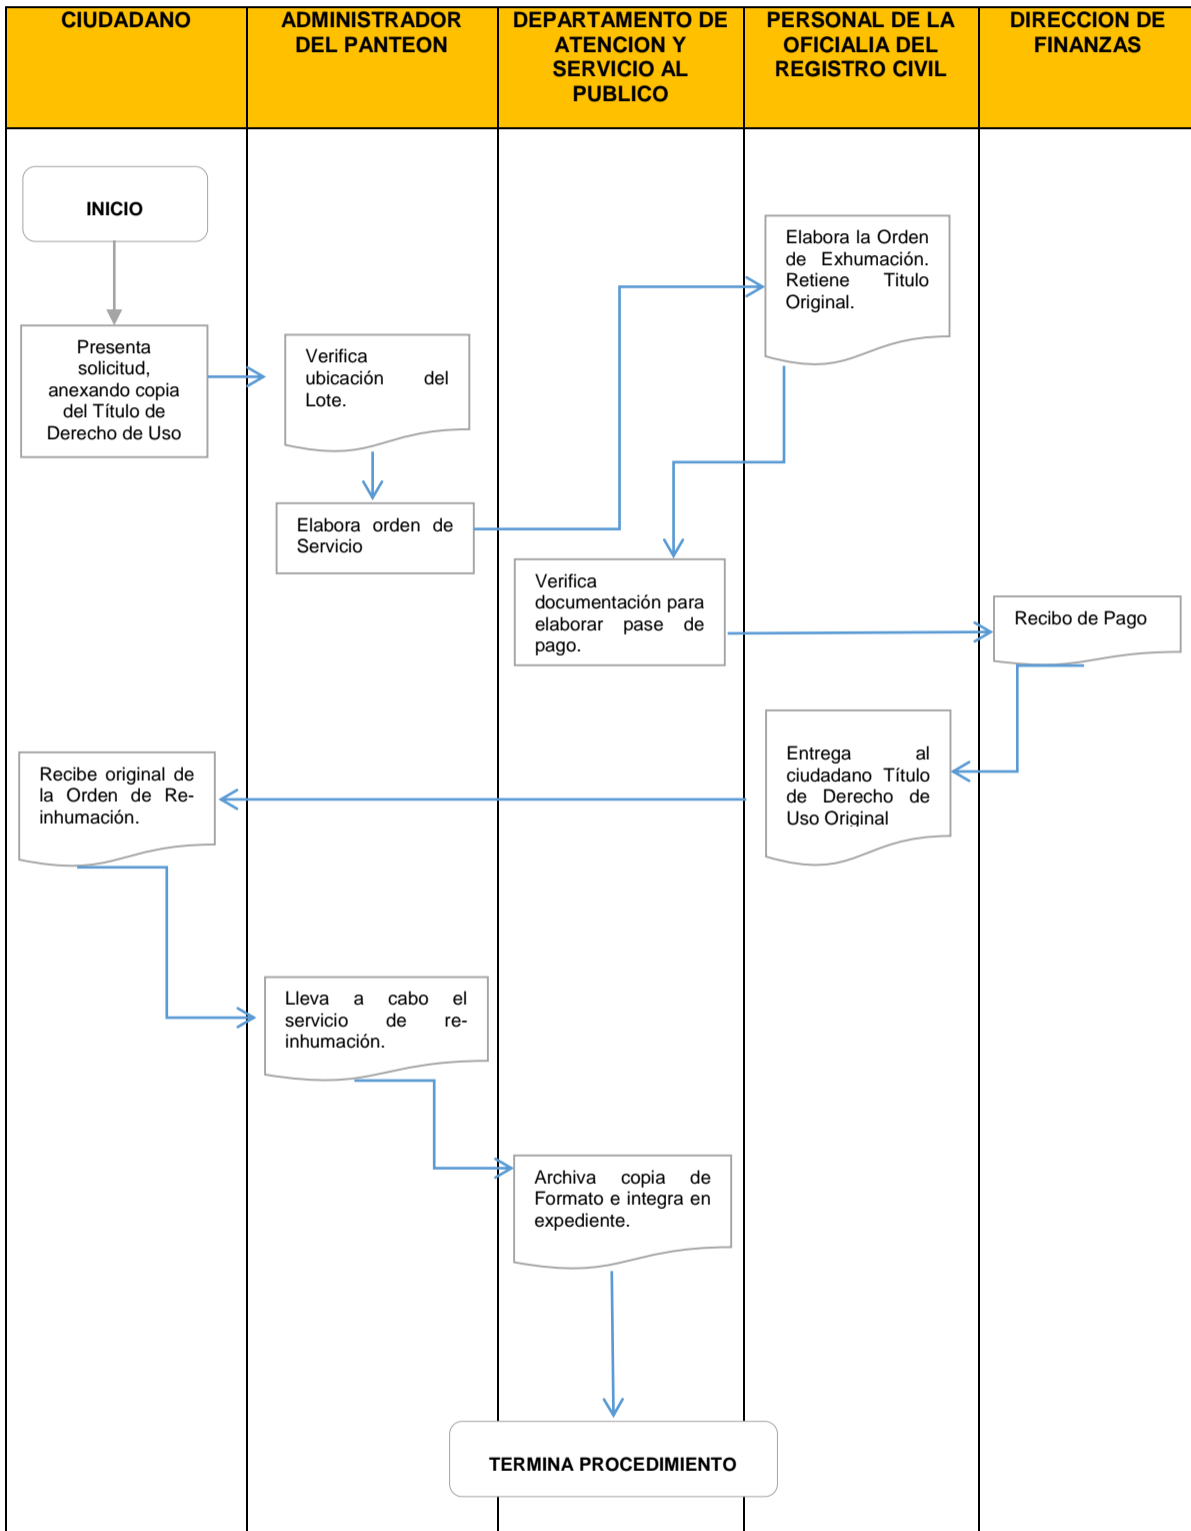 CIUDADANO
ADMINISTRADOR
DEL PANTEON
DEPARTAMENTO DE
ATENCION Y
SERVICIO AL
PUBLICO
PERSONAL DE LA
OFICIALIA DEL
REGISTRO CIVIL
DIRECCION DE
FINANZAS
INICIO
Presenta
solicitud,
anexando copia
del Título de
Derecho de Uso
Verifica
ubicación del
Lote.
Elabora orden de
Servicio
Elabora la Orden
de Exhumación.
Retiene Titulo
Original.
Verifica
documentación para
elaborar pase de
pago.
Recibo de Pago
Entrega al
ciudadano Título
de Derecho de
Uso Original
Recibe original de
la Orden de Re-
inhumación.
Lleva a cabo el
servicio de re-
inhumación.
Archiva copia de
Formato e integra en
expediente.
TERMINA PROCEDIMIENTO